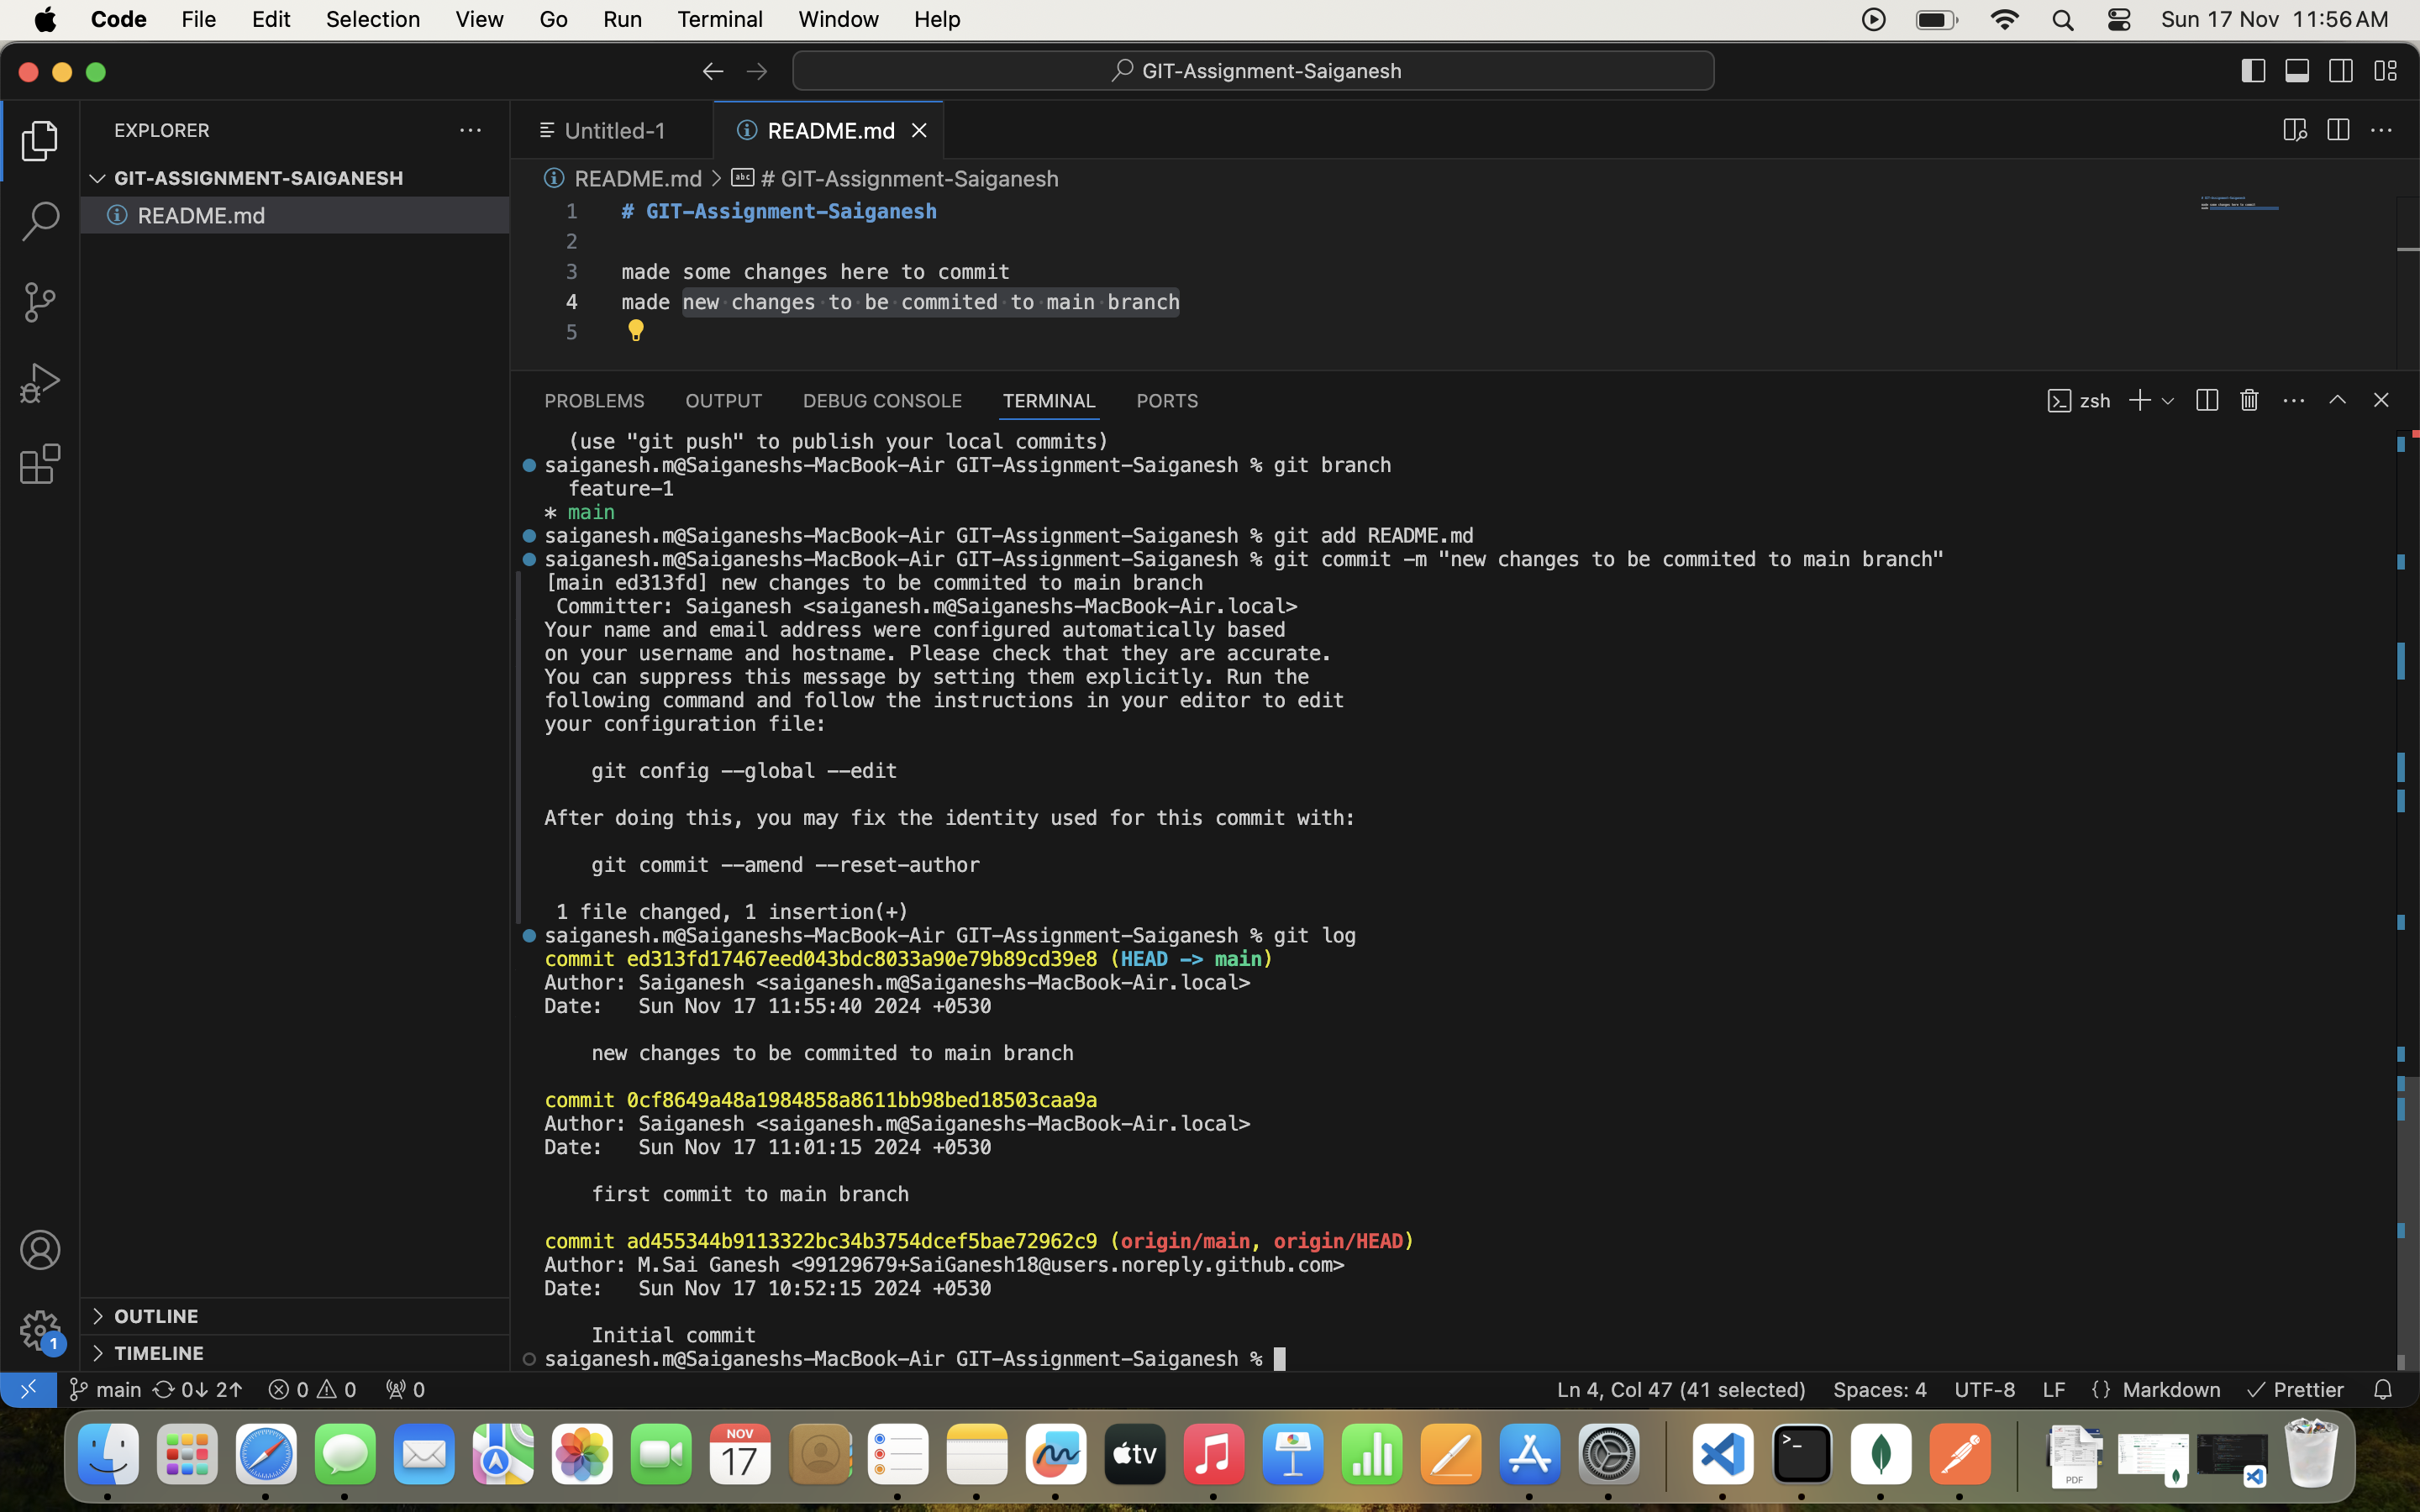 Code File Edit Selection View Go Run Terminal Window Help Sun 17 Nov 11:56 AM
GIT-Assignment-Saiganesh
EXPLORER
GIT-ASSIGNMENT-SAIGANESH
README.md
OUTLINE
TIMELINE
1
Untitled-1 README.md
README.md > abc # GIT-Assignment-Saiganesh
1 # GIT-Assignment-Saiganesh
2
3 made some changes here to commit
4 made new changes to be commited to main branch
5
PROBLEMS OUTPUT DEBUG CONSOLE TERMINAL PORTS zsh
(use "git push" to publish your local commits)
saiganesh.m@Saiganeshs-MacBook-Air GIT-Assignment-Saiganesh % git branch
feature-1
* main
saiganesh.m@Saiganeshs-MacBook-Air GIT-Assignment-Saiganesh % git add README.md
saiganesh.m@Saiganeshs-MacBook-Air GIT-Assignment-Saiganesh % git commit -m "new changes to be commited to main branch"
[main ed313fd] new changes to be commited to main branch
Committer: Saiganesh <saiganesh.m@Saiganeshs-MacBook-Air.local>
Your name and email address were configured automatically based
on your username and hostname. Please check that they are accurate.
You can suppress this message by setting them explicitly. Run the
following command and follow the instructions in your editor to edit
your configuration file:
git config --global --edit
After doing this, you may fix the identity used for this commit with:
git commit --amend --reset-author
1 file changed, 1 insertion(+)
saiganesh.m@Saiganeshs-MacBook-Air GIT-Assignment-Saiganesh % git log
commit ed313fd17467eed043bdc8033a90e79b89cd39e8 (HEAD -> main)
Author: Saiganesh <saiganesh.m@Saiganeshs-MacBook-Air.local>
Date: Sun Nov 17 11:55:40 2024 +0530
new changes to be commited to main branch
commit 0cf8649a48a1984858a8611bb98bed18503caa9a
Author: Saiganesh <saiganesh.m@Saiganeshs-MacBook-Air.local>
Date: Sun Nov 17 11:01:15 2024 +0530
first commit to main branch
commit ad455344b9113322bc34b3754dcef5bae72962c9 (origin/main, origin/HEAD)
Author: M.Sai Ganesh <99129679+SaiGanesh18@users.noreply.github.com>
Date: Sun Nov 17 10:52:15 2024 +0530
Initial commit
saiganesh.m@Saiganeshs-MacBook-Air GIT-Assignment-Saiganesh %
main 0↓ 2↑ 0 0 0 Ln 4, Col 47 (41 selected) Spaces: 4 UTF-8 LF {} Markdown Prettier
NOV
17
tv
>_
PDF